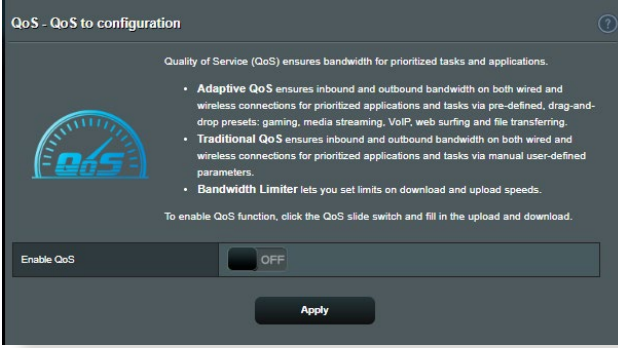 QoS - QoS to configuration
?
Quality of Service (QoS) ensures bandwidth for prioritized tasks and applications.
• Adaptive QoS ensures inbound and outbound bandwidth on both wired and
wireless connections for prioritized applications and tasks via pre-defined, drag-and-
drop presets: gaming, media streaming, VoIP, web surfing and file transferring.
• Traditional QoS ensures inbound and outbound bandwidth on both wired and
wireless connections for prioritized applications and tasks via manual user-defined
parameters.
• Bandwidth Limiter lets you set limits on download and upload speeds.
QoS
To enable QoS function, click the QoS slide switch and fill in the upload and download.
Enable QoS
OFF
Apply